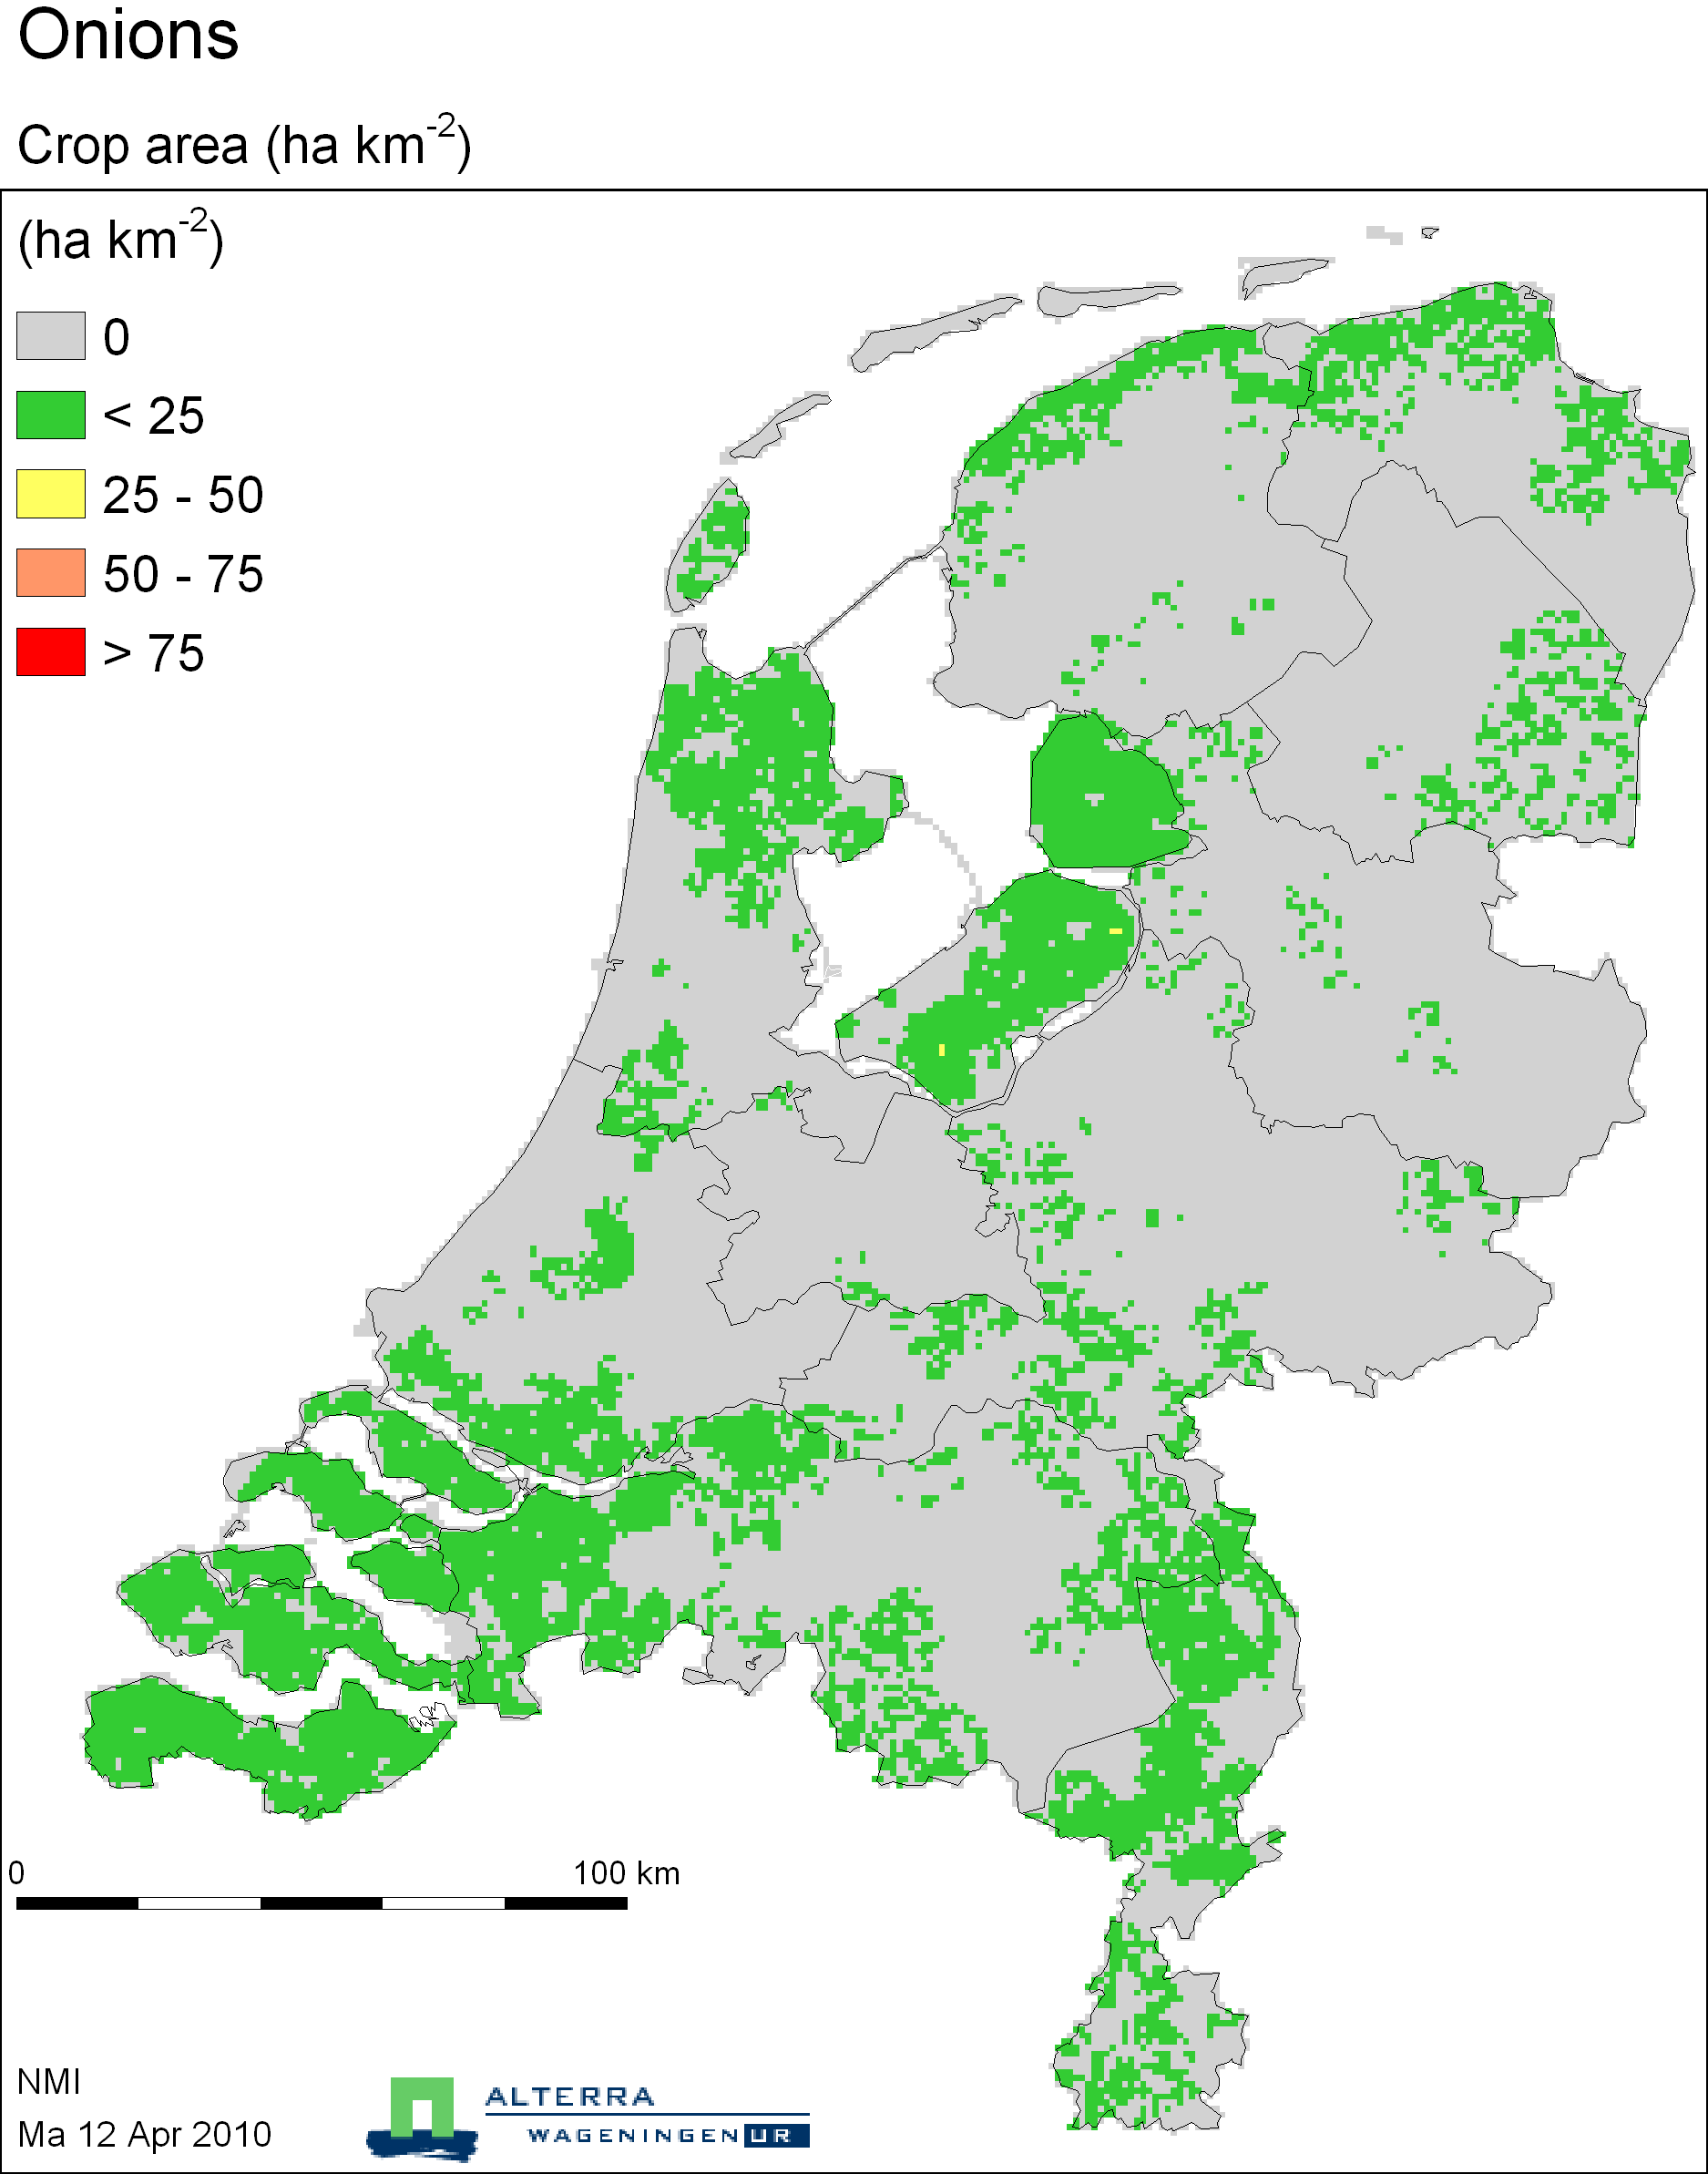 Onions
Crop area (ha km-2)
(ha km-2)
0
< 25
25 - 50
50 - 75
> 75
0 100 km
NMI
Ma 12 Apr 2010
ALTERRA
WAGENINGEN UR